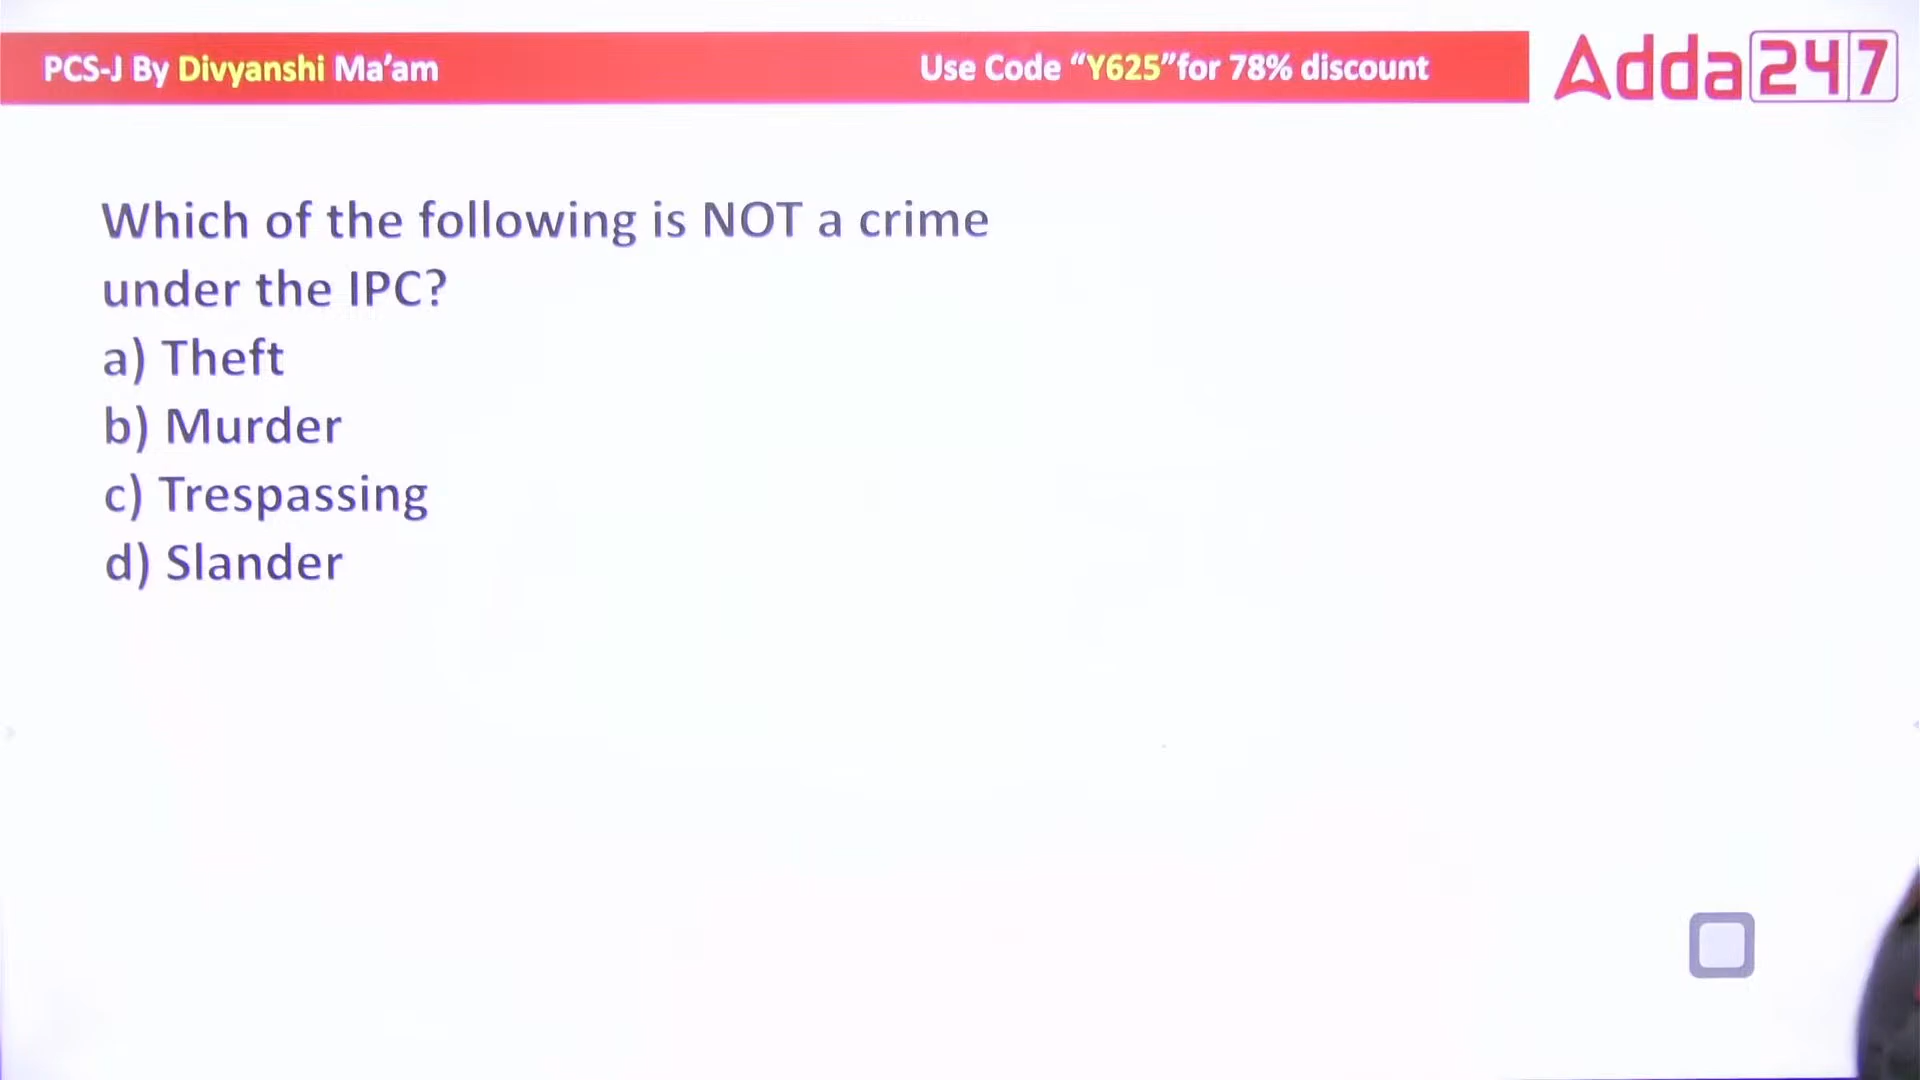 PCS-J By Divyanshi Ma’am
Use Code “Y625”for 78% discount
Adda247
Which of the following is NOT a crime
under the IPC?
a) Theft
b) Murder
c) Trespassing
d) Slander